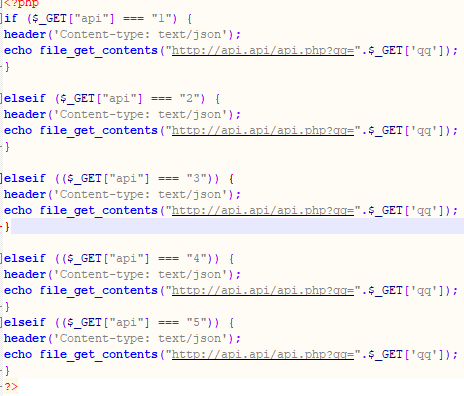 <?php
if ($_GET["api"] === "1") {
header('Content-type: text/json');
echo file_get_contents("http://api.api/api.php?qq=".$_GET['qq']);
}
elseif ($_GET["api"] === "2") {
header('Content-type: text/json');
echo file_get_contents("http://api.api/api.php?qq=".$_GET['qq']);
}
elseif (($_GET["api"] === "3")) {
header('Content-type: text/json');
echo file_get_contents("http://api.api/api.php?qq=".$_GET['qq']);
}
elseif (($_GET["api"] === "4")) {
header('Content-type: text/json');
echo file_get_contents("http://api.api/api.php?qq=".$_GET['qq']);
}
elseif (($_GET["api"] === "5")) {
header('Content-type: text/json');
echo file_get_contents("http://api.api/api.php?qq=".$_GET['qq']);
}
?>